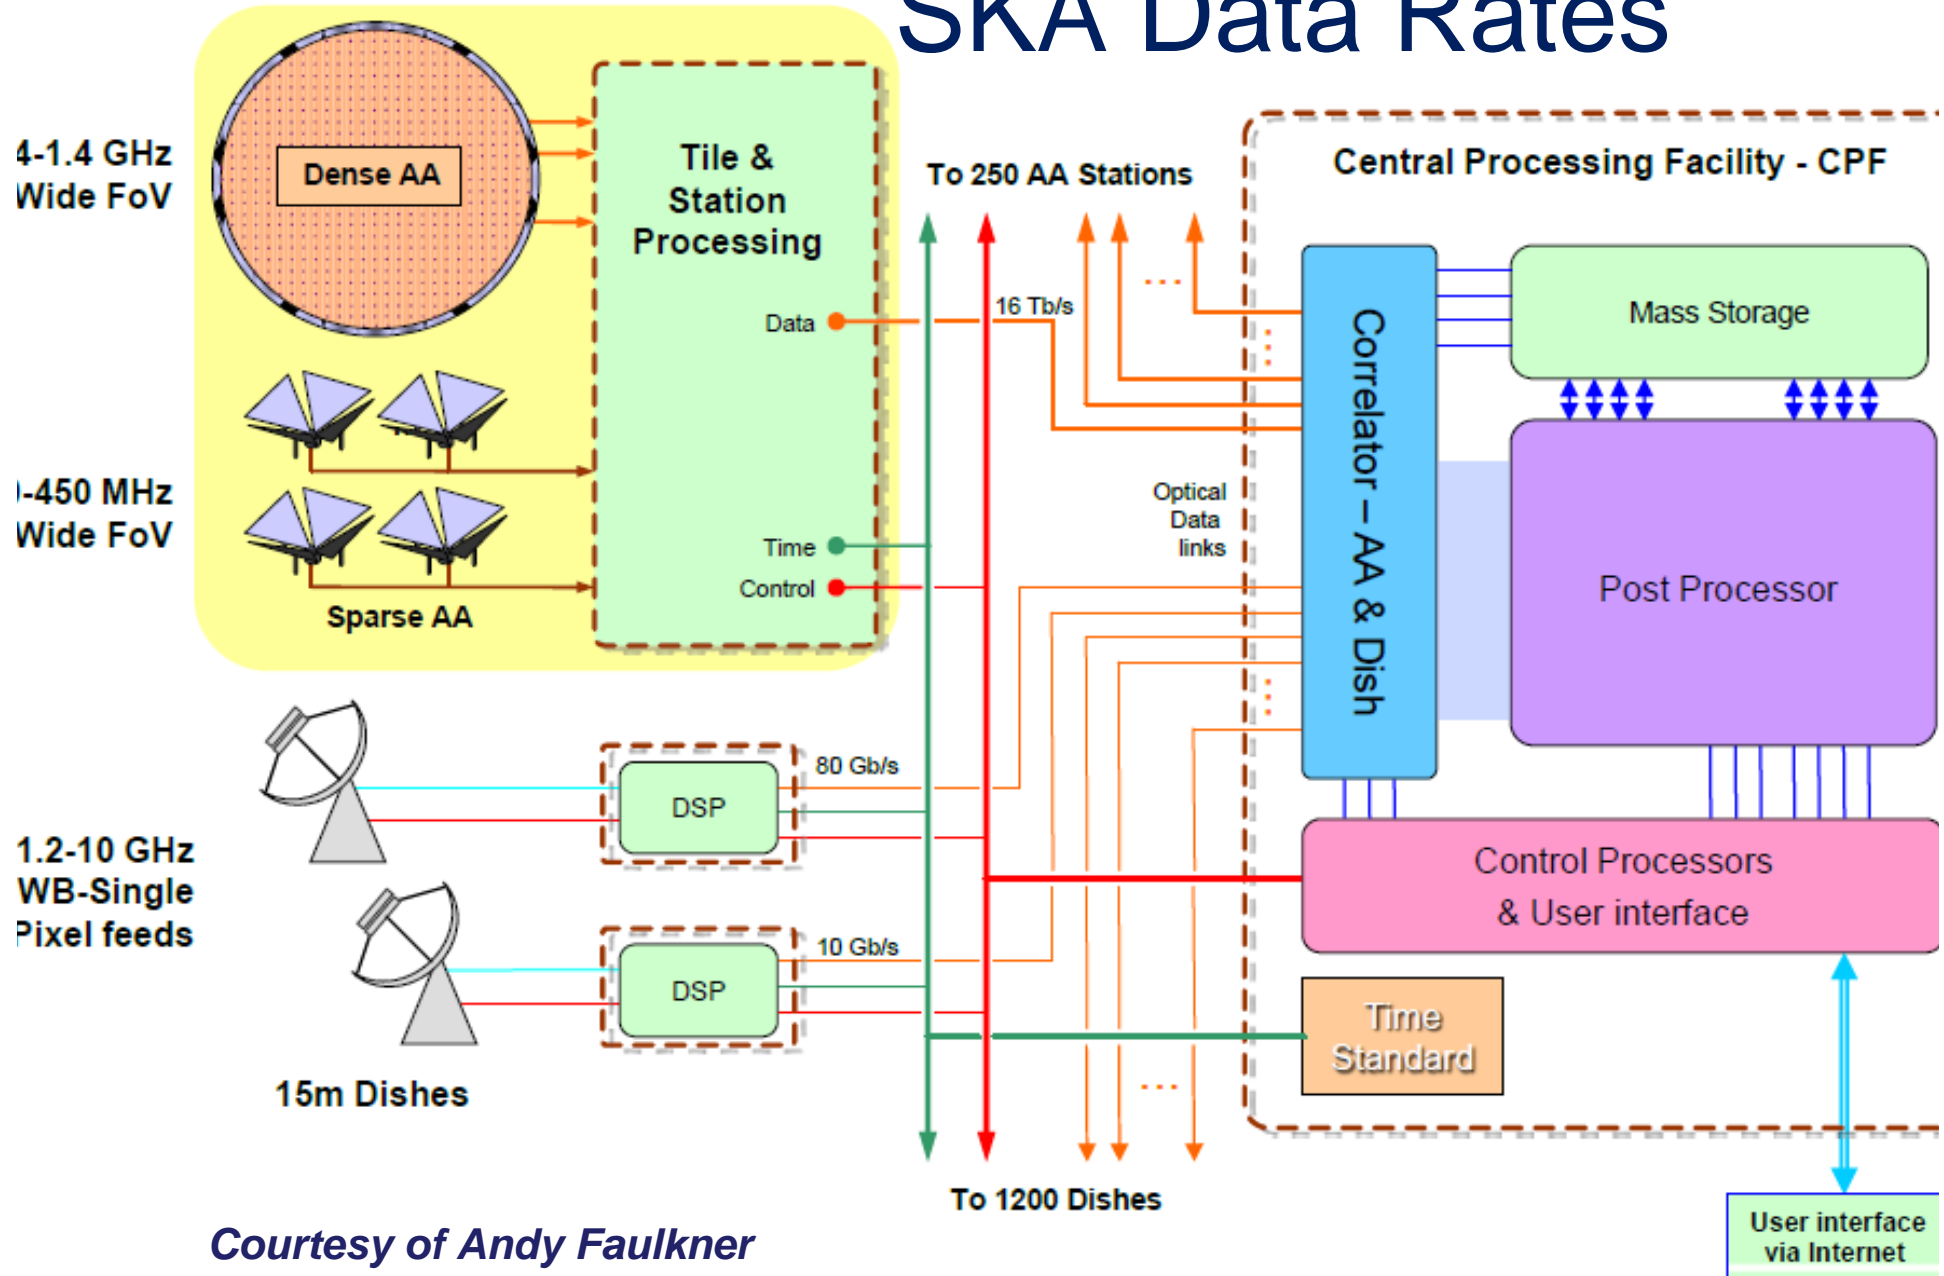 SKA Data Rates
4-1.4 GHz
Wide FoV
Dense AA
Tile &
Station
Processing
To 250 AA Stations
Central Processing Facility - CPF
Data
16 Tb/s
Correlator – AA & Dish
Mass Storage
-450 MHz
Wide FoV
Optical
Data
links
Time
Control
Sparse AA
Post Processor
80 Gb/s
DSP
1.2-10 GHz
WB-Single
Pixel feeds
Control Processors
& User interface
10 Gb/s
DSP
Time
Standard
15m Dishes
To 1200 Dishes
Courtesy of Andy Faulkner
User interface
via Internet